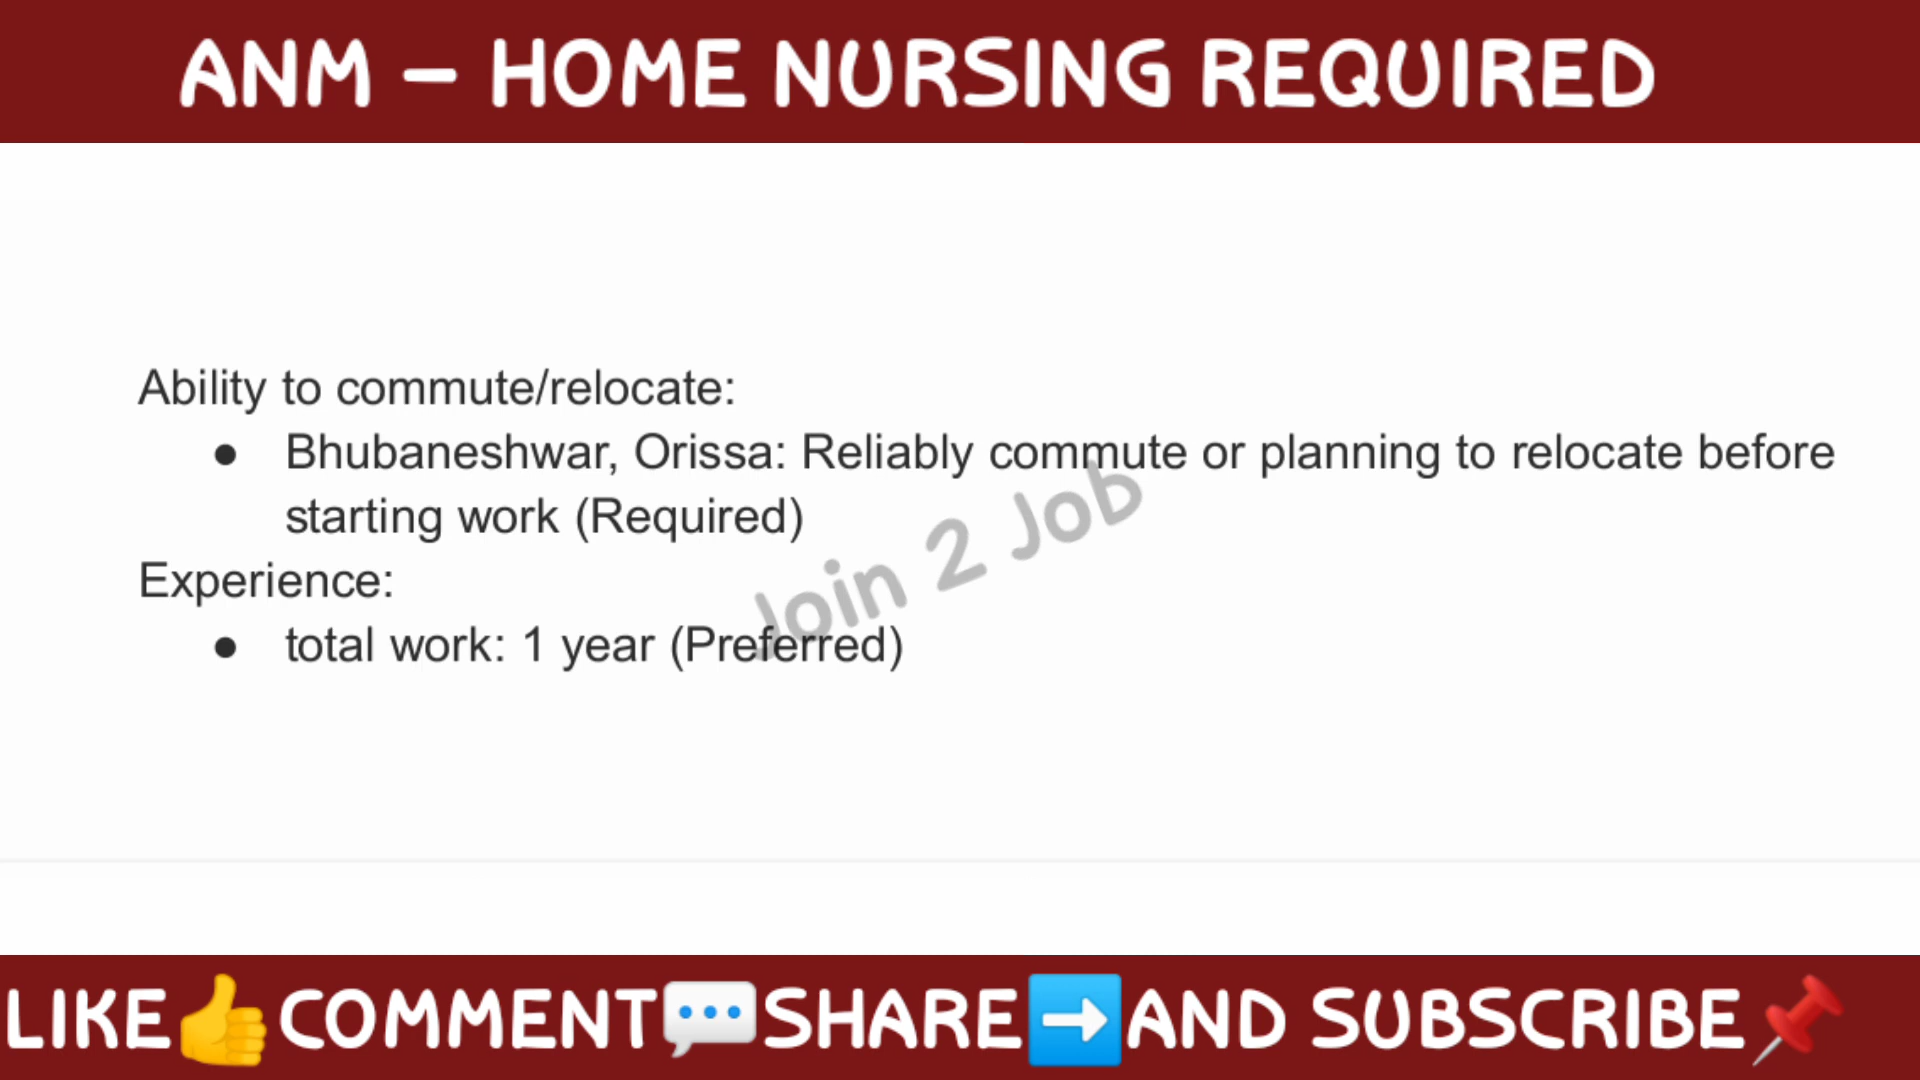 ANM – HOME NURSING REQUIRED
Ability to commute/relocate:
● Bhubaneshwar, Orissa: Reliably commute or planning to relocate before
starting work (Required)
Experience:
● total work: 1 year (Preferred)
Join 2 Job
LIKE👍COMMENT💬SHARE➡️AND SUBSCRIBE📌